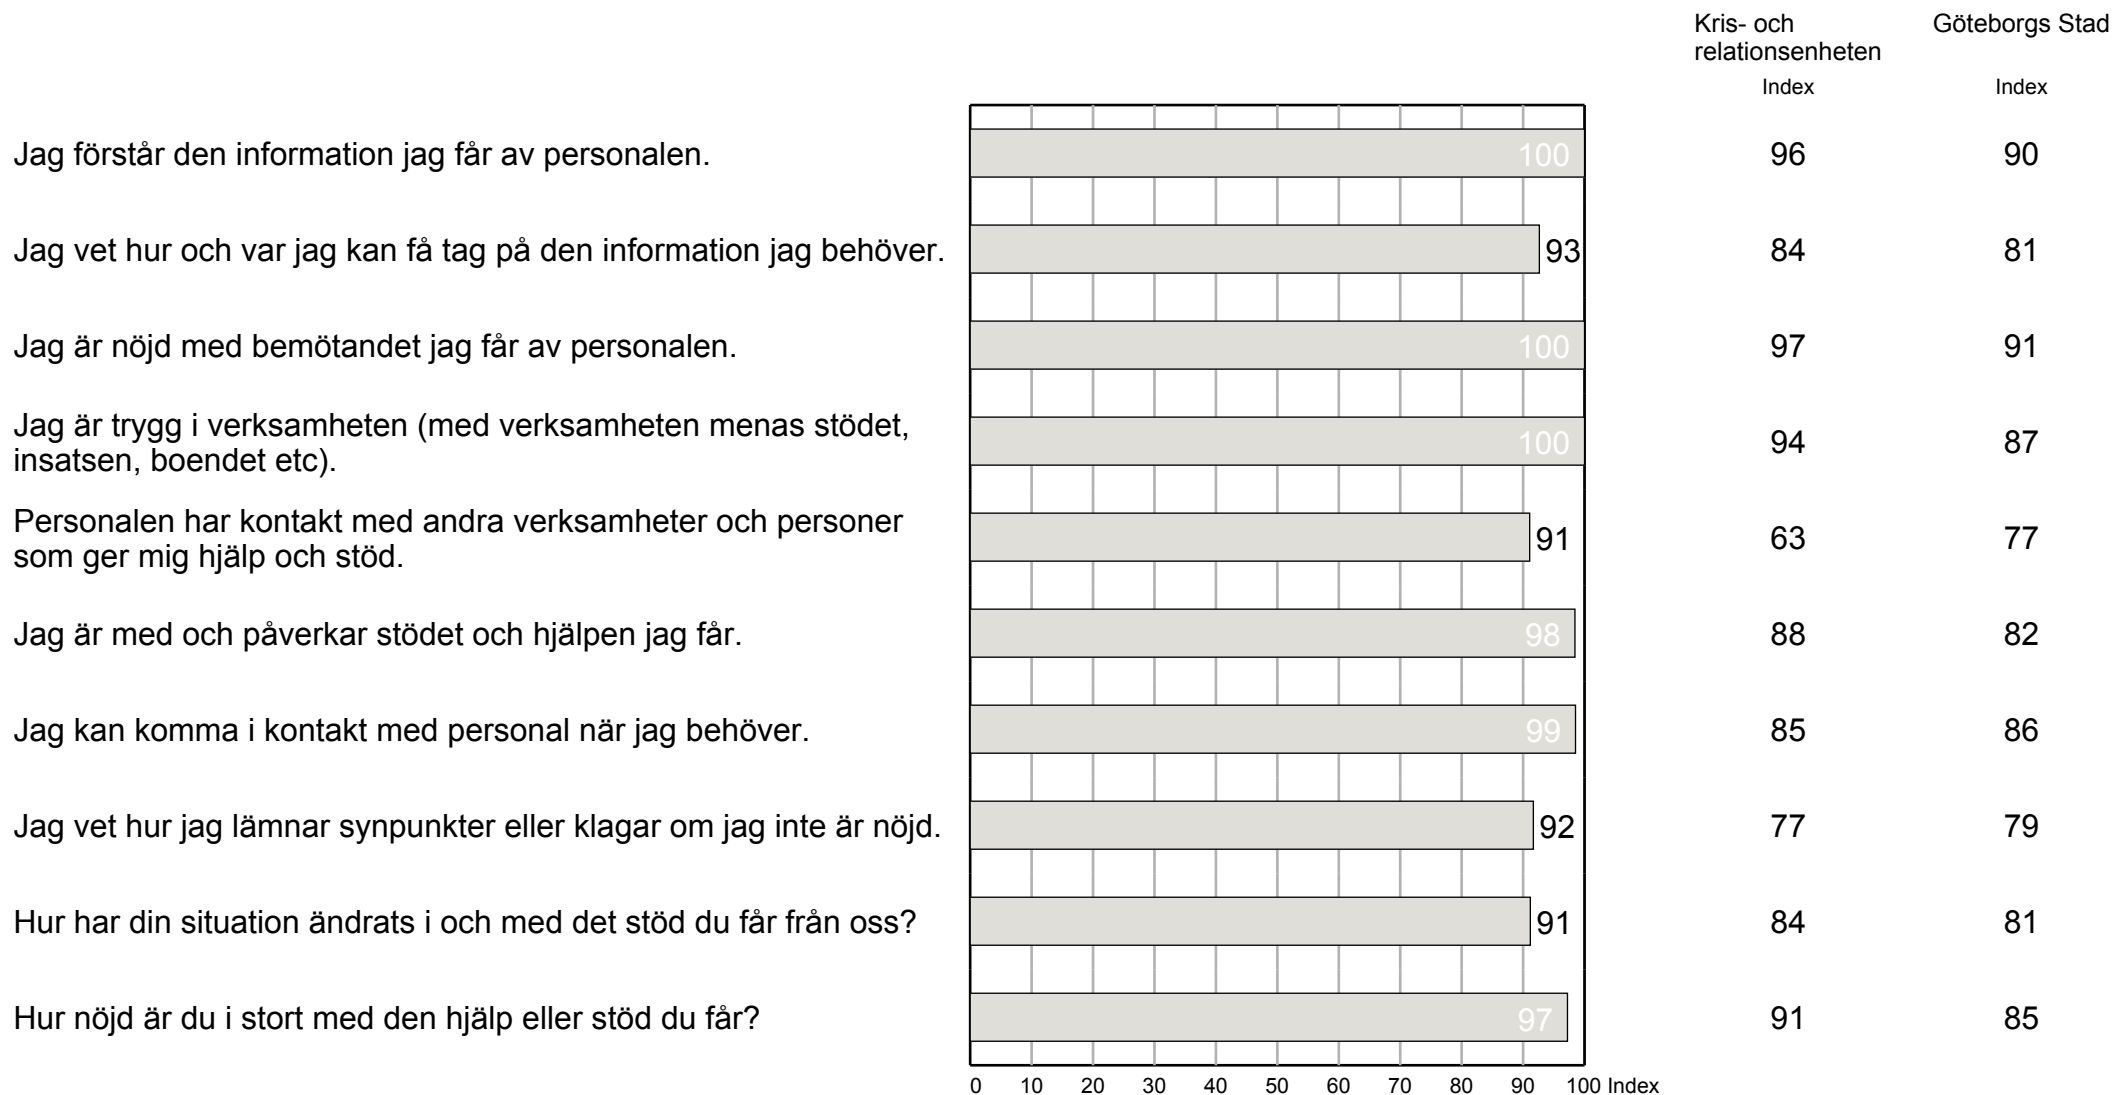 Kris- och
relationsenheten
Göteborgs Stad
Index
Index
Jag förstår den information jag får av personalen.
100
96
90
Jag vet hur och var jag kan få tag på den information jag behöver.
93
84
81
Jag är nöjd med bemötandet jag får av personalen.
100
97
91
Jag är trygg i verksamheten (med verksamheten menas stödet,
insatsen, boendet etc).
100
94
87
Personalen har kontakt med andra verksamheter och personer
som ger mig hjälp och stöd.
91
63
77
Jag är med och påverkar stödet och hjälpen jag får.
98
88
82
Jag kan komma i kontakt med personal när jag behöver.
99
85
86
Jag vet hur jag lämnar synpunkter eller klagar om jag inte är nöjd.
92
77
79
Hur har din situation ändrats i och med det stöd du får från oss?
91
84
81
Hur nöjd är du i stort med den hjälp eller stöd du får?
97
91
85
0 10 20 30 40 50 60 70 80 90 100 Index